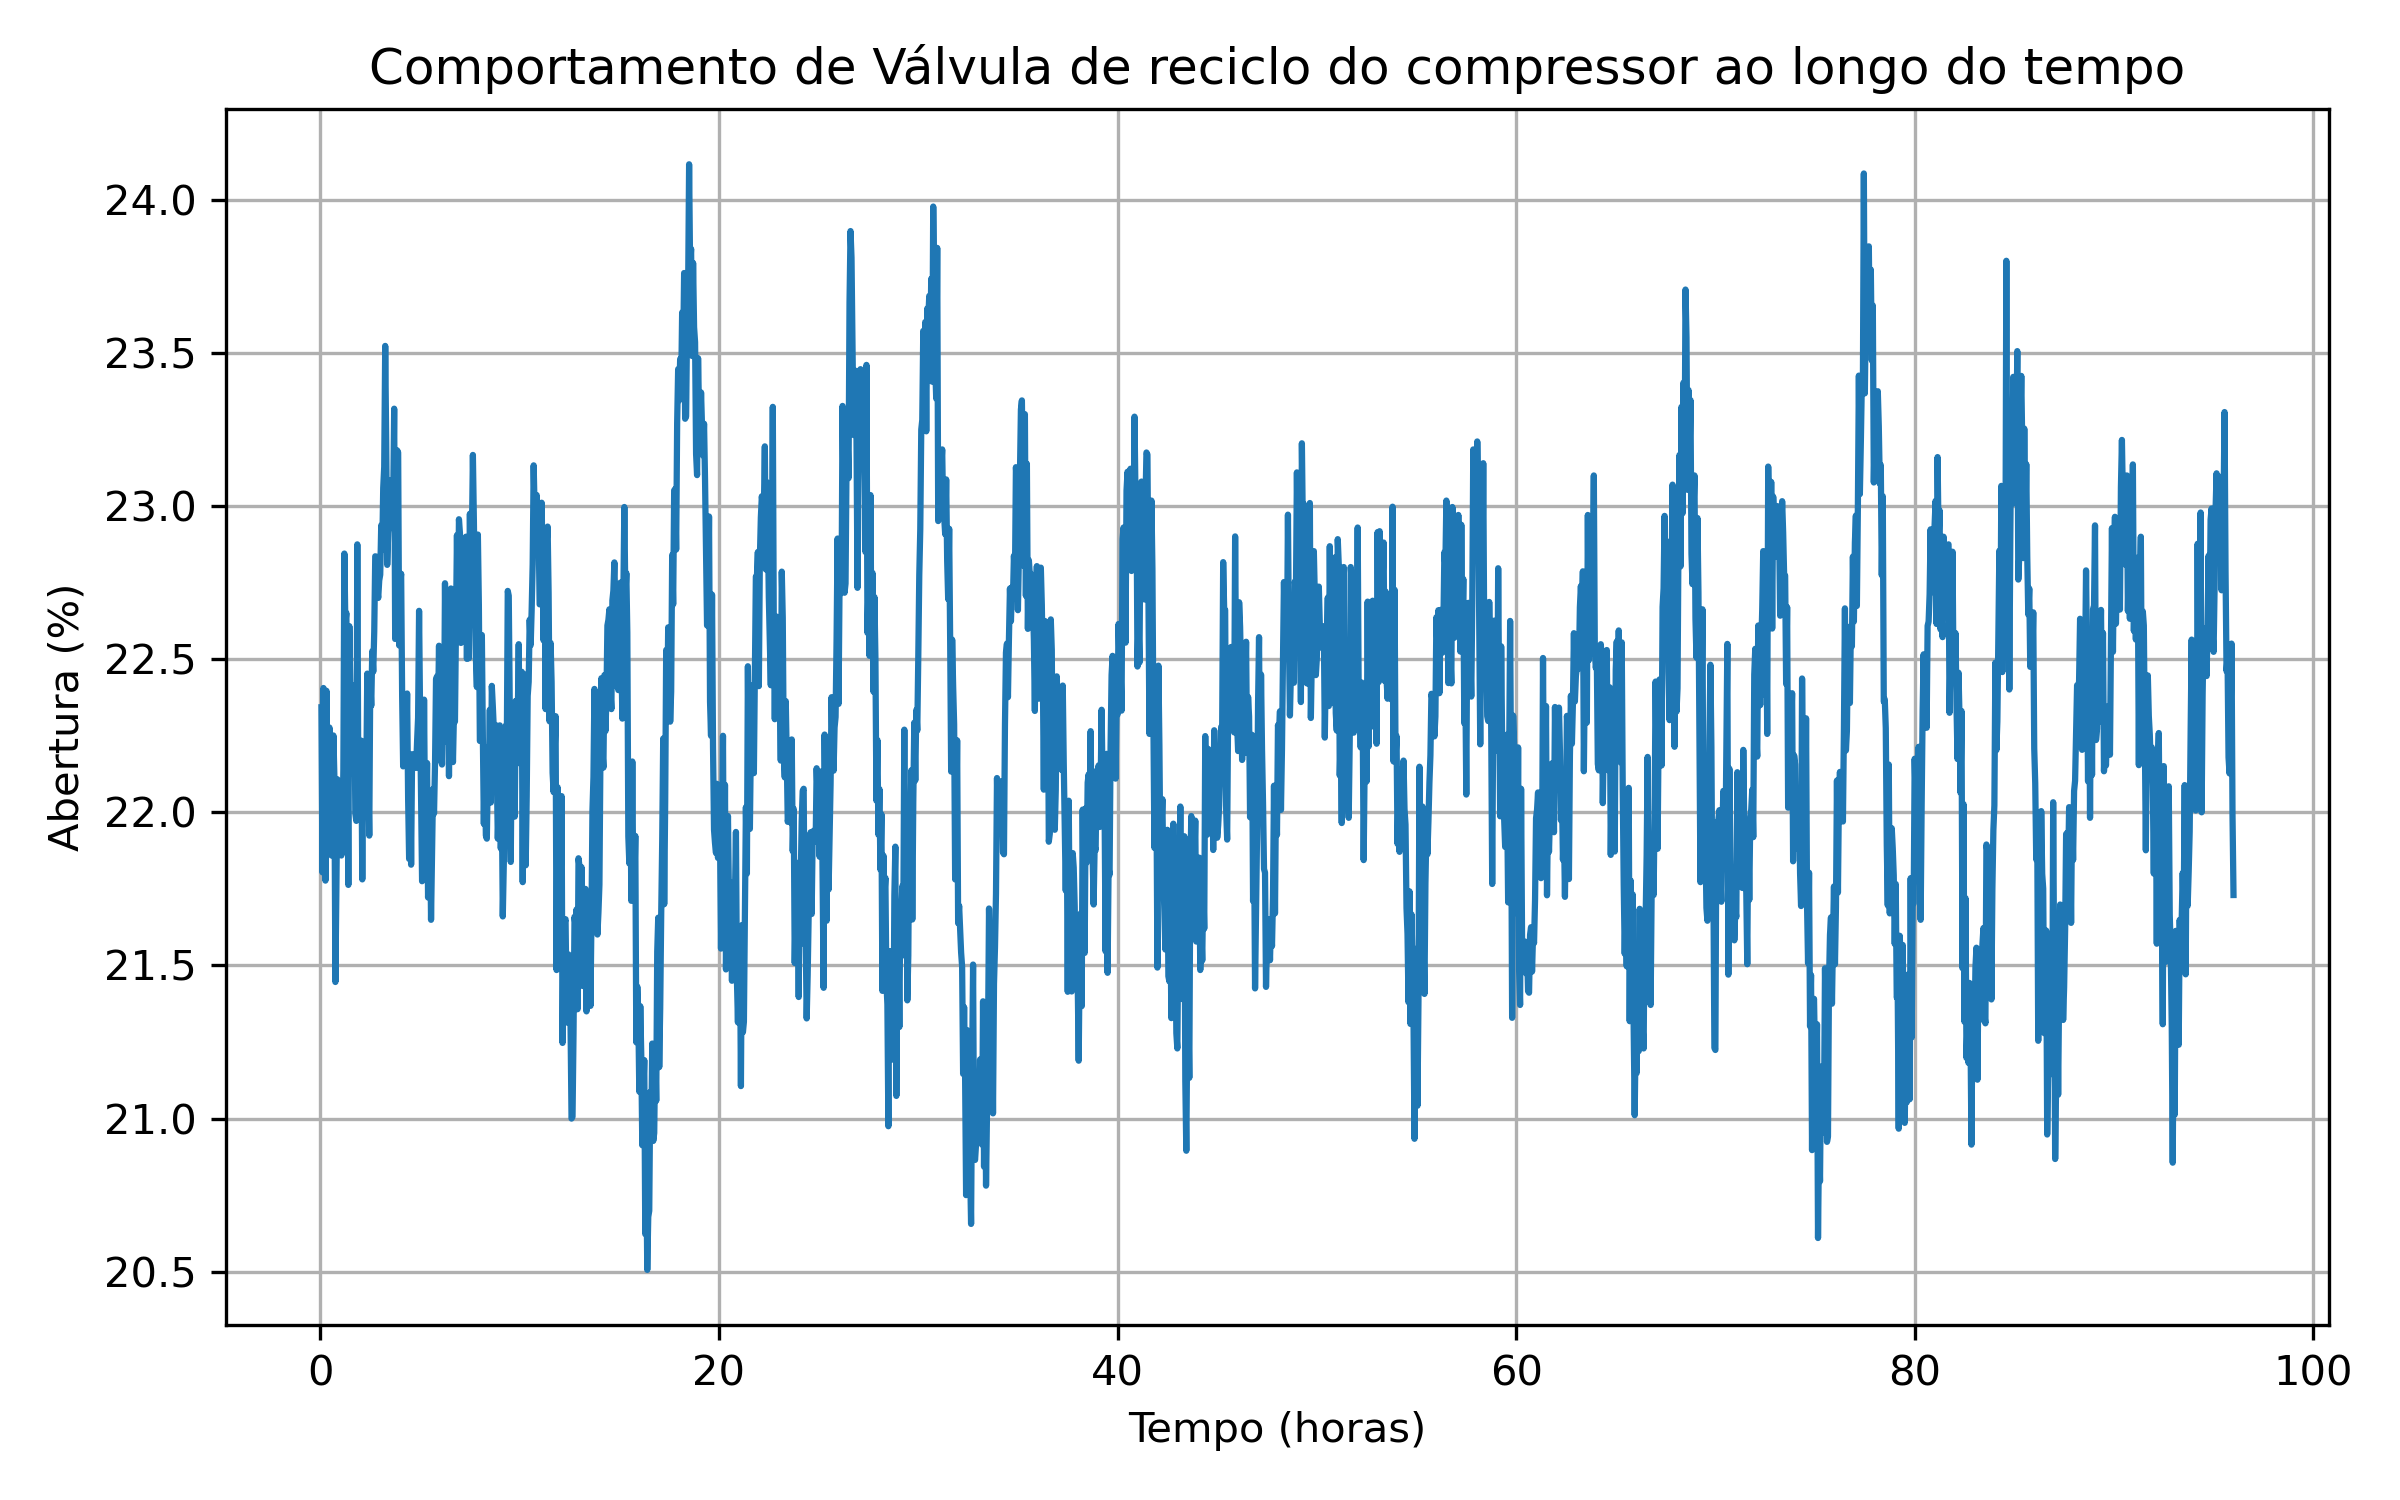 Comportamento de Válvula de reciclo do compressor ao longo do tempo
Abertura (%)
24.0
23.5
23.0
22.5
22.0
21.5
21.0
20.5
0 20 40 60 80 100
Tempo (horas)